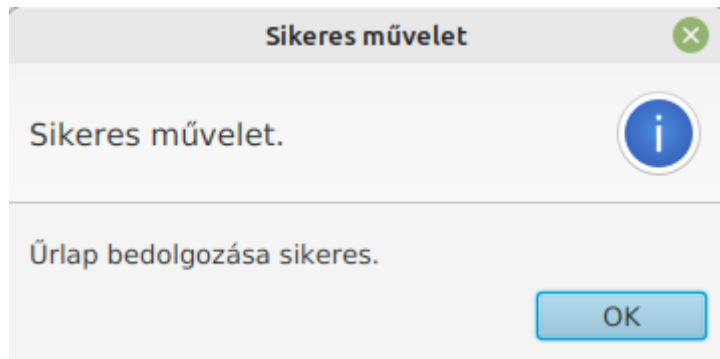 Sikeres művelet
Sikeres művelet.
Űrlap bedolgozása sikeres.
OK